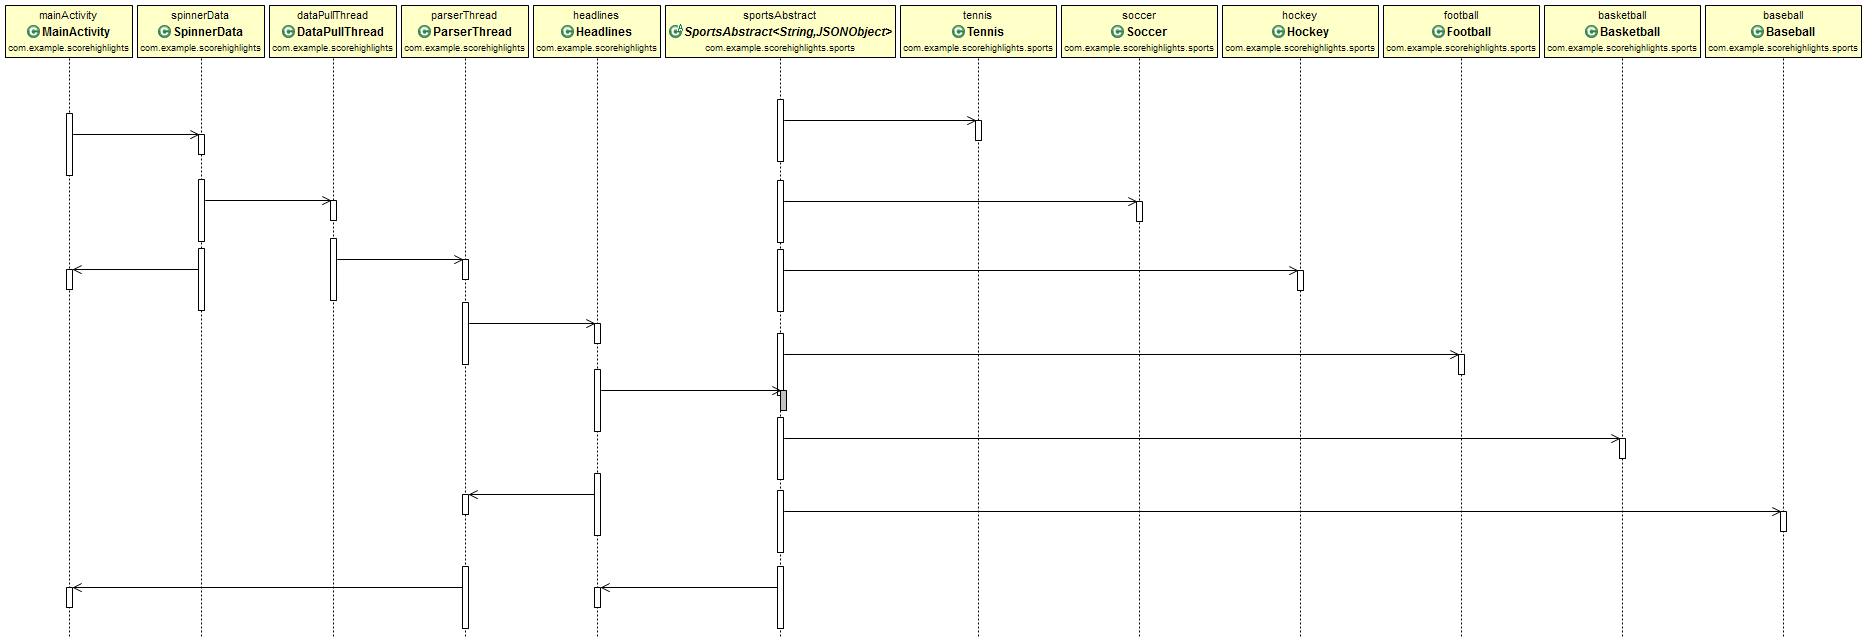 mainActivity
MainActivity
com.example.scorehighlights
spinnerData
SpinnerData
com.example.scorehighlights
dataPullThread
DataPullThread
com.example.scorehighlights
parserThread
ParserThread
com.example.scorehighlights
headlines
Headlines
com.example.scorehighlights
sportsAbstract
SportsAbstract<String,JSONObject>
com.example.scorehighlights.sports
tennis
Tennis
com.example.scorehighlights.sports
soccer
Soccer
com.example.scorehighlights.sports
hockey
Hockey
com.example.scorehighlights.sports
football
Football
com.example.scorehighlights.sports
basketball
Basketball
com.example.scorehighlights.sports
baseball
Baseball
com.example.scorehighlights.sports